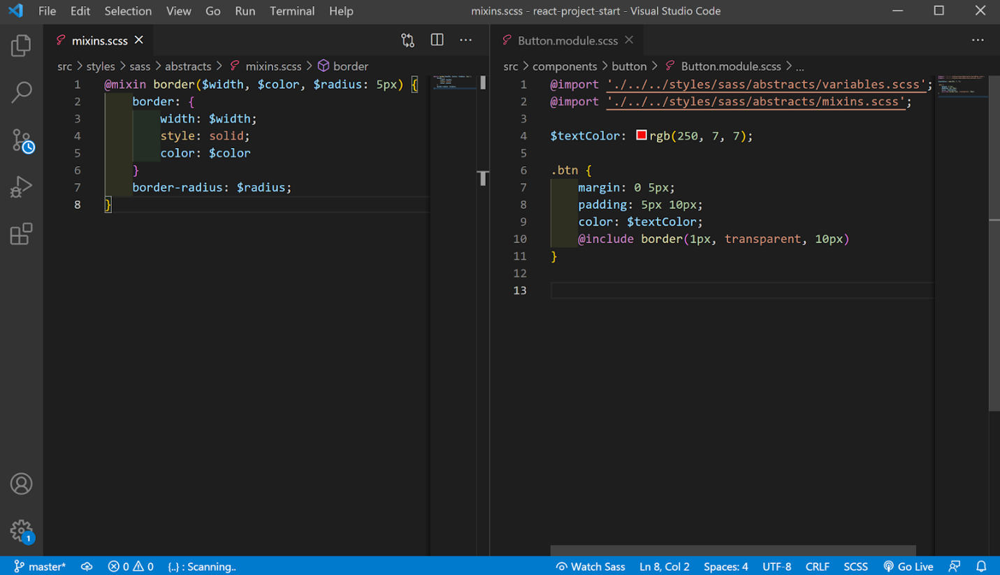 File Edit Selection View Go Run Terminal Help mixins.scss - react-project-start - Visual Studio Code
mixins.scss
src > styles > sass > abstracts > mixins.scss > border
1 @mixin border($width, $color, $radius: 5px) {
2 border: {
3 width: $width;
4 style: solid;
5 color: $color
6 }
7 border-radius: $radius;
8 }
Button.module.scss
src > components > button > Button.module.scss > ...
1 @import './../../styles/sass/abstracts/variables.scss';
2 @import './../../styles/sass/abstracts/mixins.scss';
3
4 $textColor: rgb(250, 7, 7);
5
6 .btn {
7 margin: 0 5px;
8 padding: 5px 10px;
9 color: $textColor;
10 @include border(1px, transparent, 10px)
11 }
12
13
1
master* 0 0 {..} : Scanning.. Watch Sass Ln 8, Col 2 Spaces: 4 UTF-8 CRLF SCSS Go Live